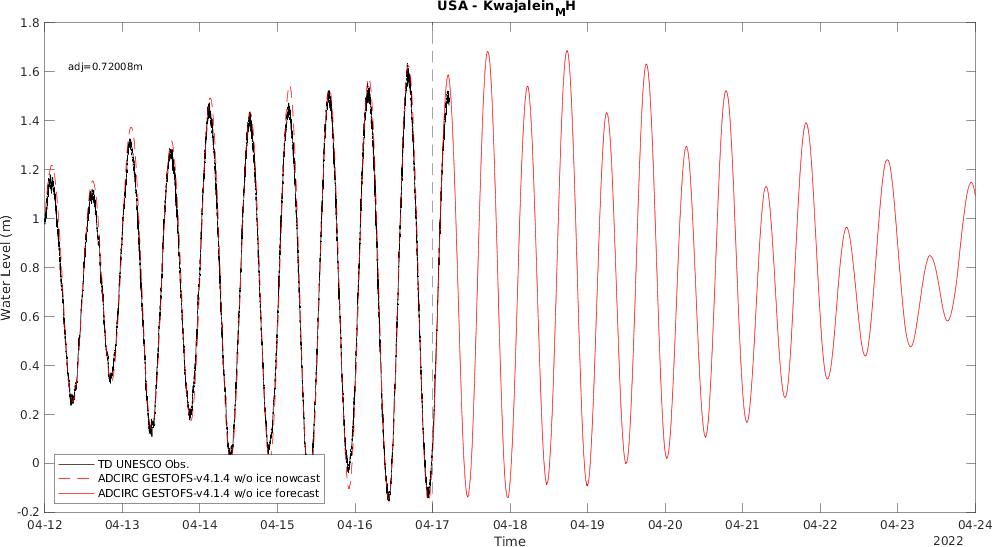 USA - Kwajalein_MH
1.8
1.6
1.4
1.2
1
0.8
0.6
0.4
0.2
0
-0.2
Water Level (m)
adj=0.72008m
TD UNESCO Obs.
ADCIRC GESTOFS-v4.1.4 w/o ice nowcast
ADCIRC GESTOFS-v4.1.4 w/o ice forecast
04-12 04-13 04-14 04-15 04-16 04-17 04-18 04-19 04-20 04-21 04-22 04-23 04-24
Time
2022